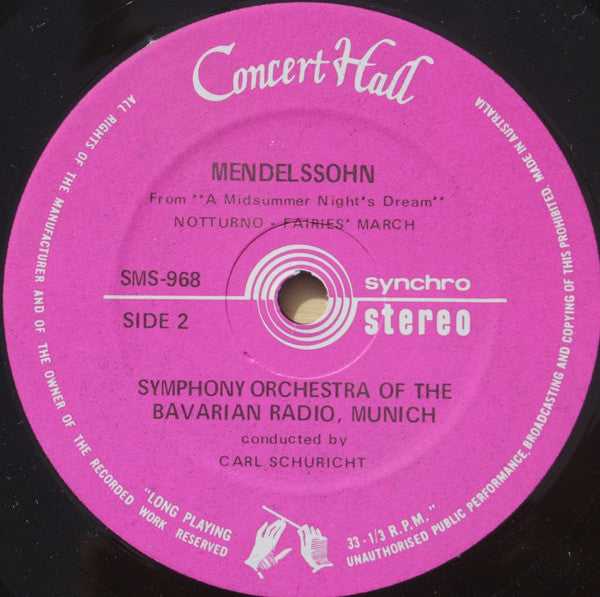 Concert Hall
MENDELSSOHN
From "A Midsummer Night's Dream"
NOTTURNO - FAIRIES' MARCH
SMS-968
SIDE 2
synchro
stereo
SYMPHONY ORCHESTRA OF THE
BAVARIAN RADIO, MUNICH
conducted by
CARL SCHURICHT
ALL RIGHTS OF THE MANUFACTURER AND OF THE OWNER OF THE RECORDED WORK RESERVED
"LONG PLAYING
33-1/3 R.P.M."
UNAUTHORISED PUBLIC PERFORMANCE, BROADCASTING AND COPYING OF THIS PROHIBITED. MADE IN AUSTRALIA